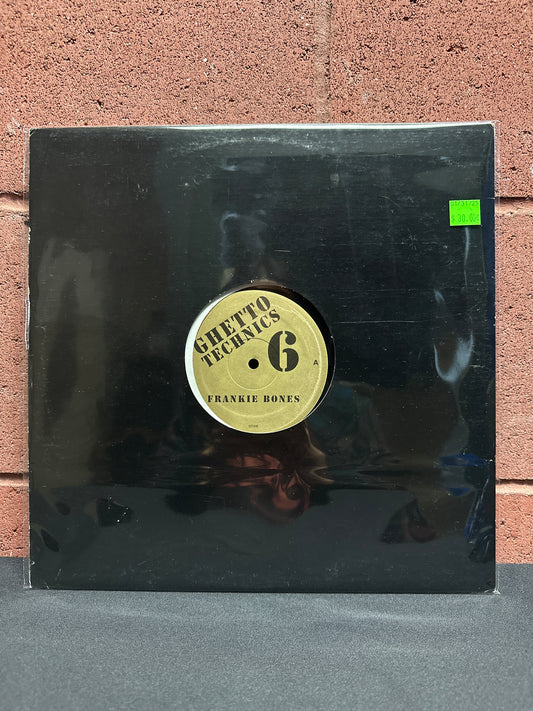 GHETTO
TECHNICS
6
A
FRANKIE BONES
$ 30.00